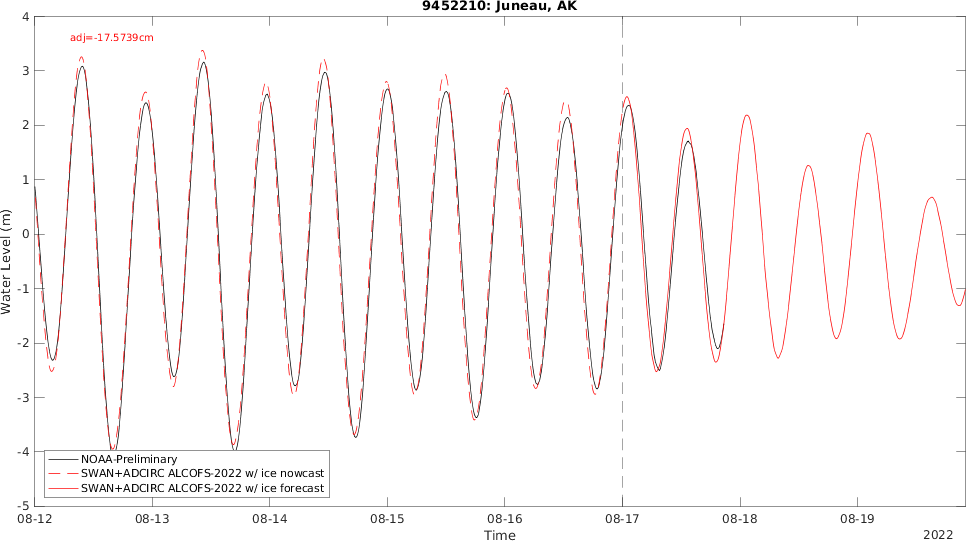 9452210: Juneau, AK
adj=-17.5739cm
4
3
2
1
0
-1
-2
-3
-4
-5
Water Level (m)
NOAA-Preliminary
SWAN+ADCIRC ALCOFS-2022 w/ ice nowcast
SWAN+ADCIRC ALCOFS-2022 w/ ice forecast
08-12 08-13 08-14 08-15 08-16 08-17 08-18 08-19
Time
2022